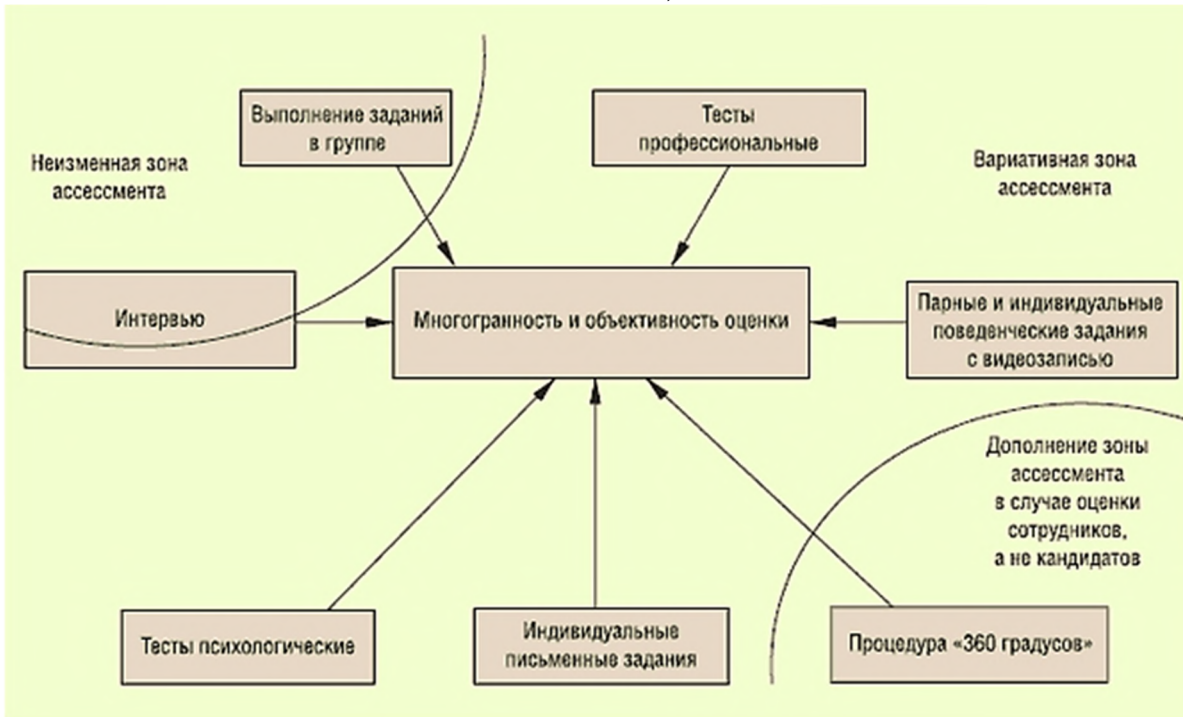 Выполнение заданий
в группе
Тесты
профессиональные
Неизменная зона
ассессмента
Вариативная зона
ассессмента
Интервью
Многогранность и объективность оценки
Парные и индивидуальные
поведенческие задания
с видеозаписью
Дополнение зоны
ассессмента
в случае оценки
сотрудников,
а не кандидатов
Тесты психологические
Индивидуальные
письменные задания
Процедура «360 градусов»